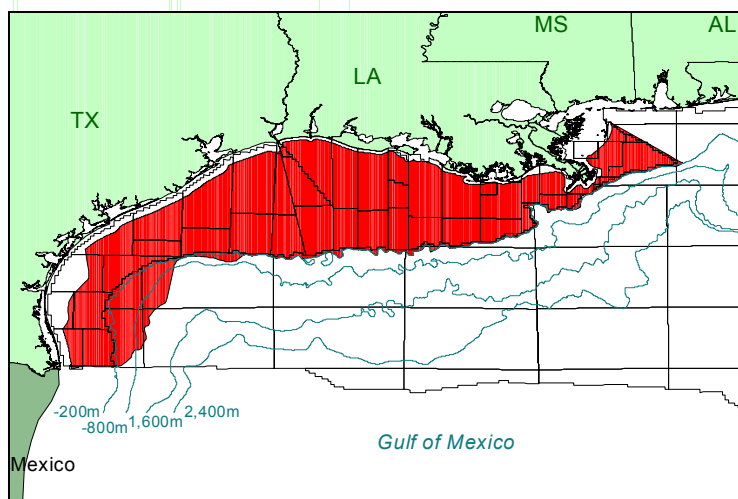 MS
AL
LA
TX
-200m
-800m
1,600m
2,400m
Gulf of Mexico
Mexico